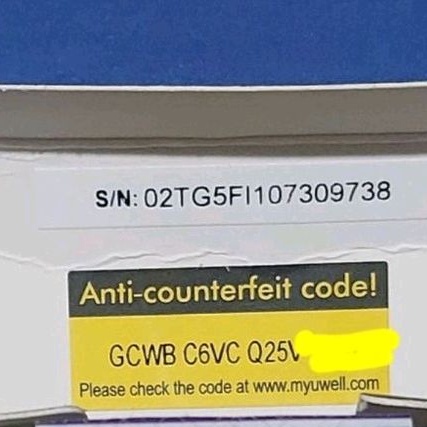 S/N: 02TG5FI107309738
Anti-counterfeit code!
GCWB C6VC Q25V
Please check the code at www.myuwell.com